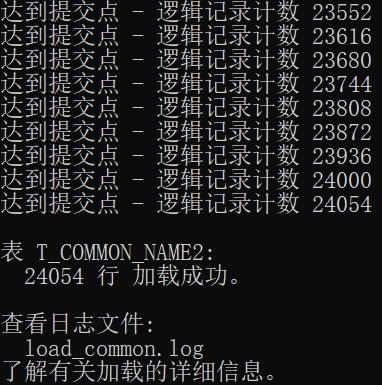 达到提交点 - 逻辑记录计数 23552
达到提交点 - 逻辑记录计数 23616
达到提交点 - 逻辑记录计数 23680
达到提交点 - 逻辑记录计数 23744
达到提交点 - 逻辑记录计数 23808
达到提交点 - 逻辑记录计数 23872
达到提交点 - 逻辑记录计数 23936
达到提交点 - 逻辑记录计数 24000
达到提交点 - 逻辑记录计数 24054
表 T_COMMON_NAME2:
24054 行 加载成功。
查看日志文件:
load_common.log
了解有关加载的详细信息。